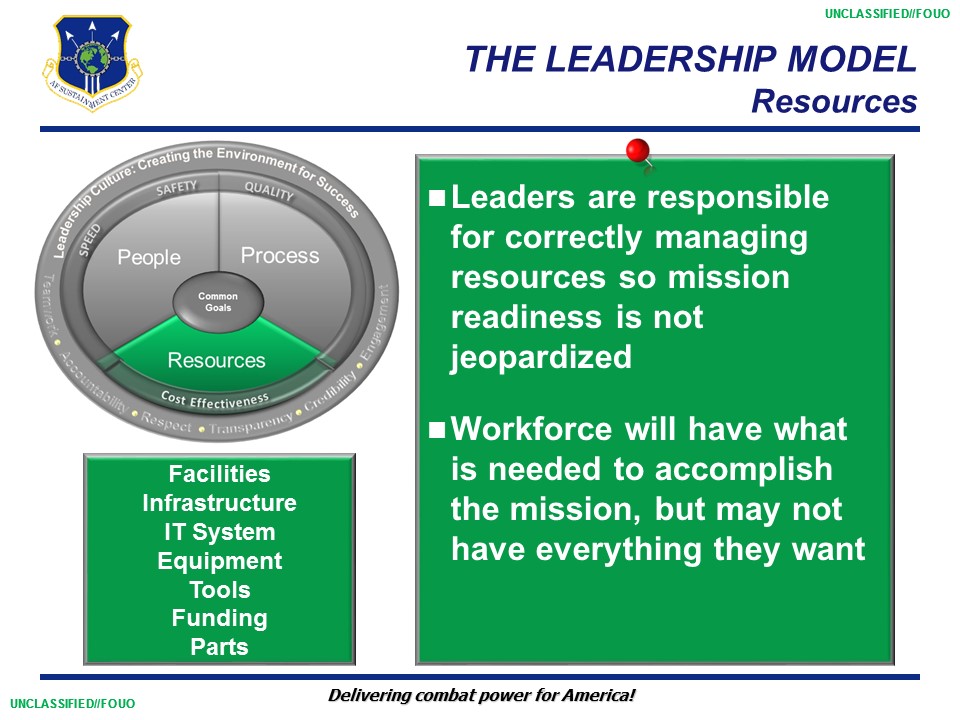 UNCLASSIFIED//FOUO
AF SUSTAINMENT CENTER
THE LEADERSHIP MODEL
Resources
Leadership Culture: Creating the Environment for Success
SPEED
SAFETY
QUALITY
People
Process
Common
Goals
Resources
Cost Effectiveness
Teamwork • Accountability • Respect • Transparency • Credibility • Engagement
Facilities
Infrastructure
IT System
Equipment
Tools
Funding
Parts
Leaders are responsible
for correctly managing
resources so mission
readiness is not
jeopardized
Workforce will have what
is needed to accomplish
the mission, but may not
have everything they want
Delivering combat power for America!
UNCLASSIFIED//FOUO